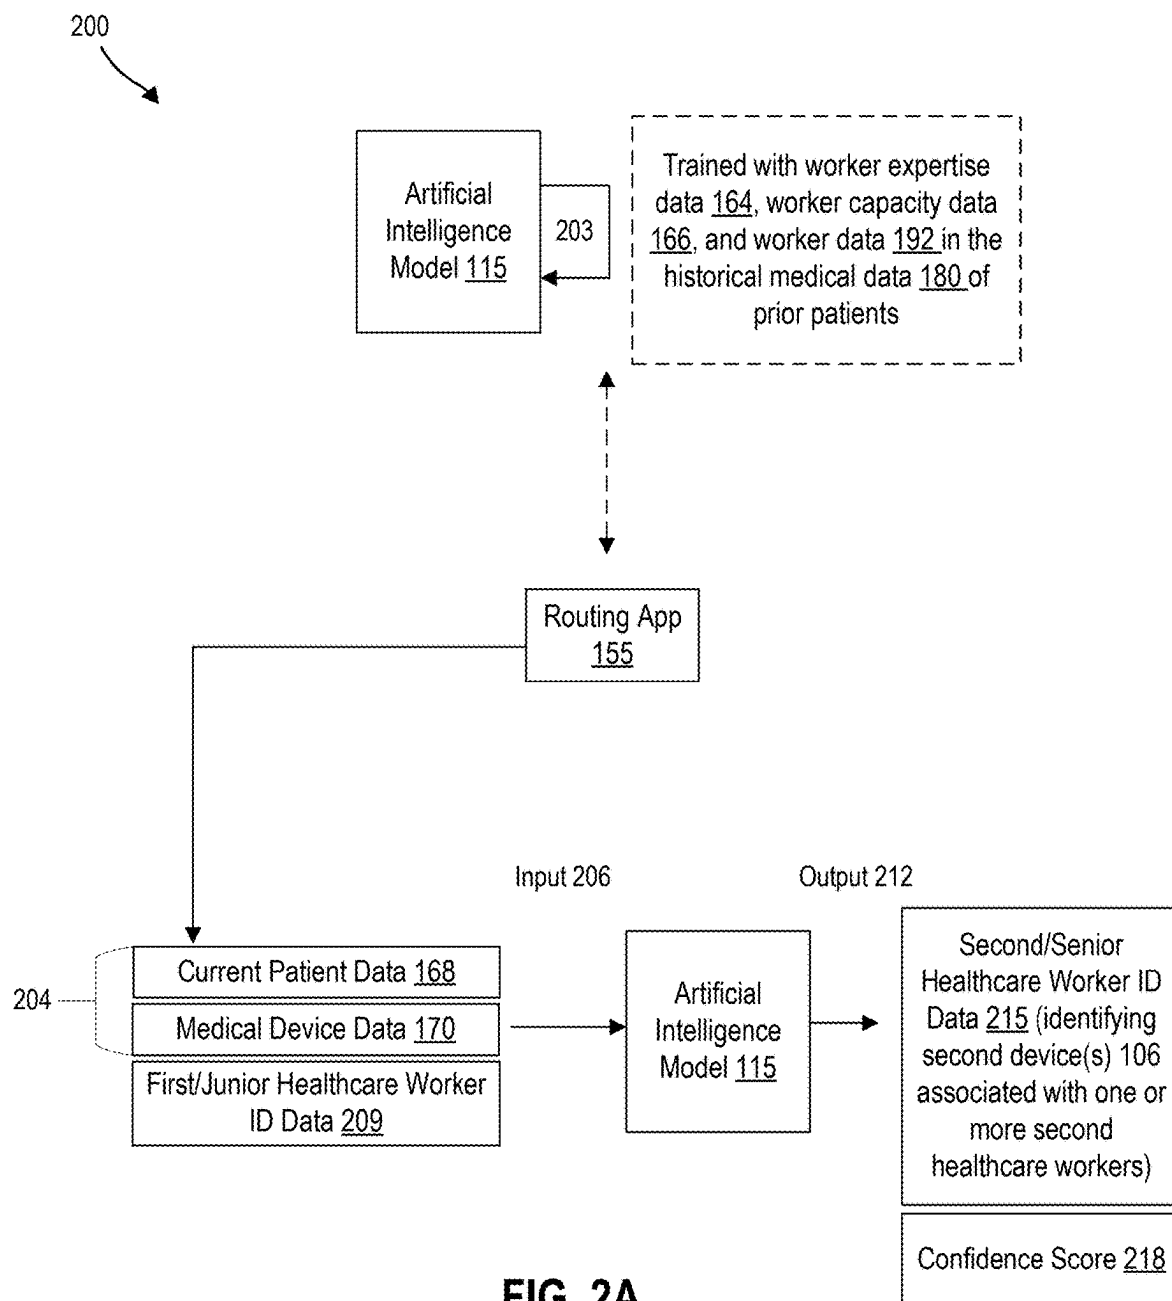 200
Artificial
Intelligence
Model 115
203
Trained with worker expertise
data 164, worker capacity data
166, and worker data 192 in the
historical medical data 180 of
prior patients
Routing App
155
Input 206
Output 212
204
Current Patient Data 168
Medical Device Data 170
First/Junior Healthcare Worker
ID Data 209
Artificial
Intelligence
Model 115
Second/Senior
Healthcare Worker ID
Data 215 (identifying
second device(s) 106
associated with one or
more second
healthcare workers)
Confidence Score 218
FIG. 2A